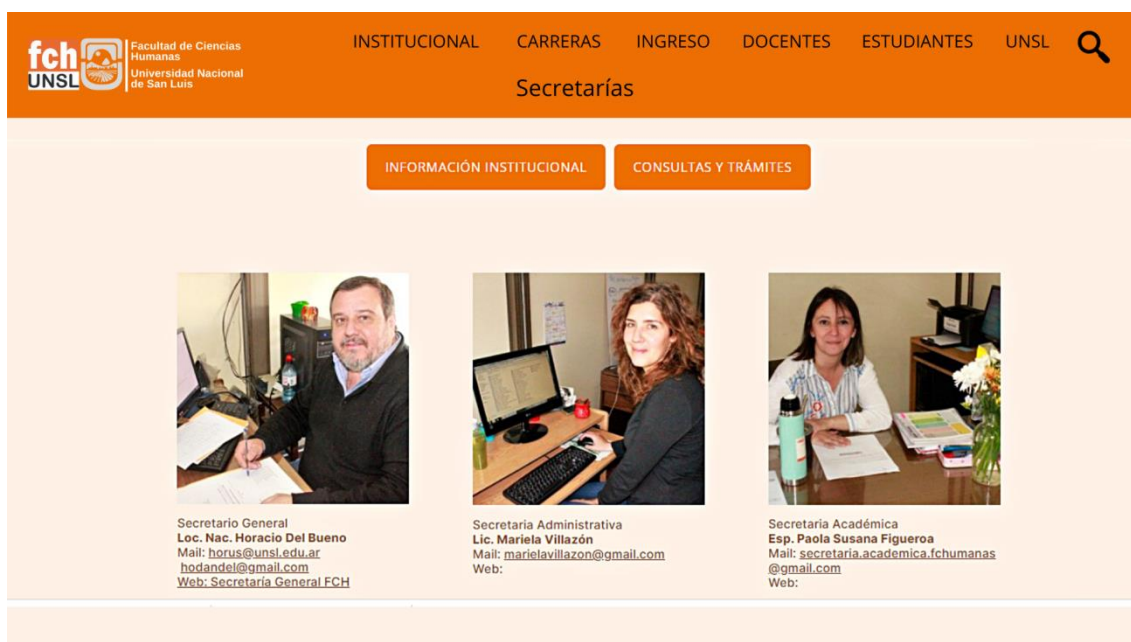 fch
UNSL
Facultad de Ciencias
Humanas
Universidad Nacional
de San Luis
INSTITUCIONAL CARRERAS INGRESO DOCENTES ESTUDIANTES UNSL
Secretarías
INFORMACIÓN INSTITUCIONAL
CONSULTAS Y TRÁMITES
Secretario General
Loc. Nac. Horacio Del Bueno
Mail: horus@unsl.edu.ar
hodandel@gmail.com
Web: Secretaría General FCH
Secretaria Administrativa
Lic. Mariela Villazón
Mail: marielavillazon@gmail.com
Web:
Secretaria Académica
Esp. Paola Susana Figueroa
Mail: secretaria.academica.fchumanas
@gmail.com
Web: